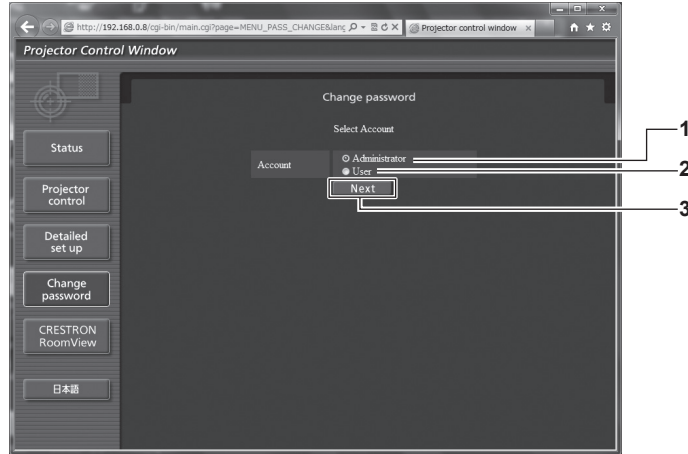 http://192.168.0.8/cgi-bin/main.cgi?page=MENU_PASS_CHANGE&lang
Projector control window
Projector Control Window
Change password
Select Account
Account
Administrator
User
Next
1
2
3
Status
Projector
control
Detailed
set up
Change
password
CRESTRON
RoomView
日本語